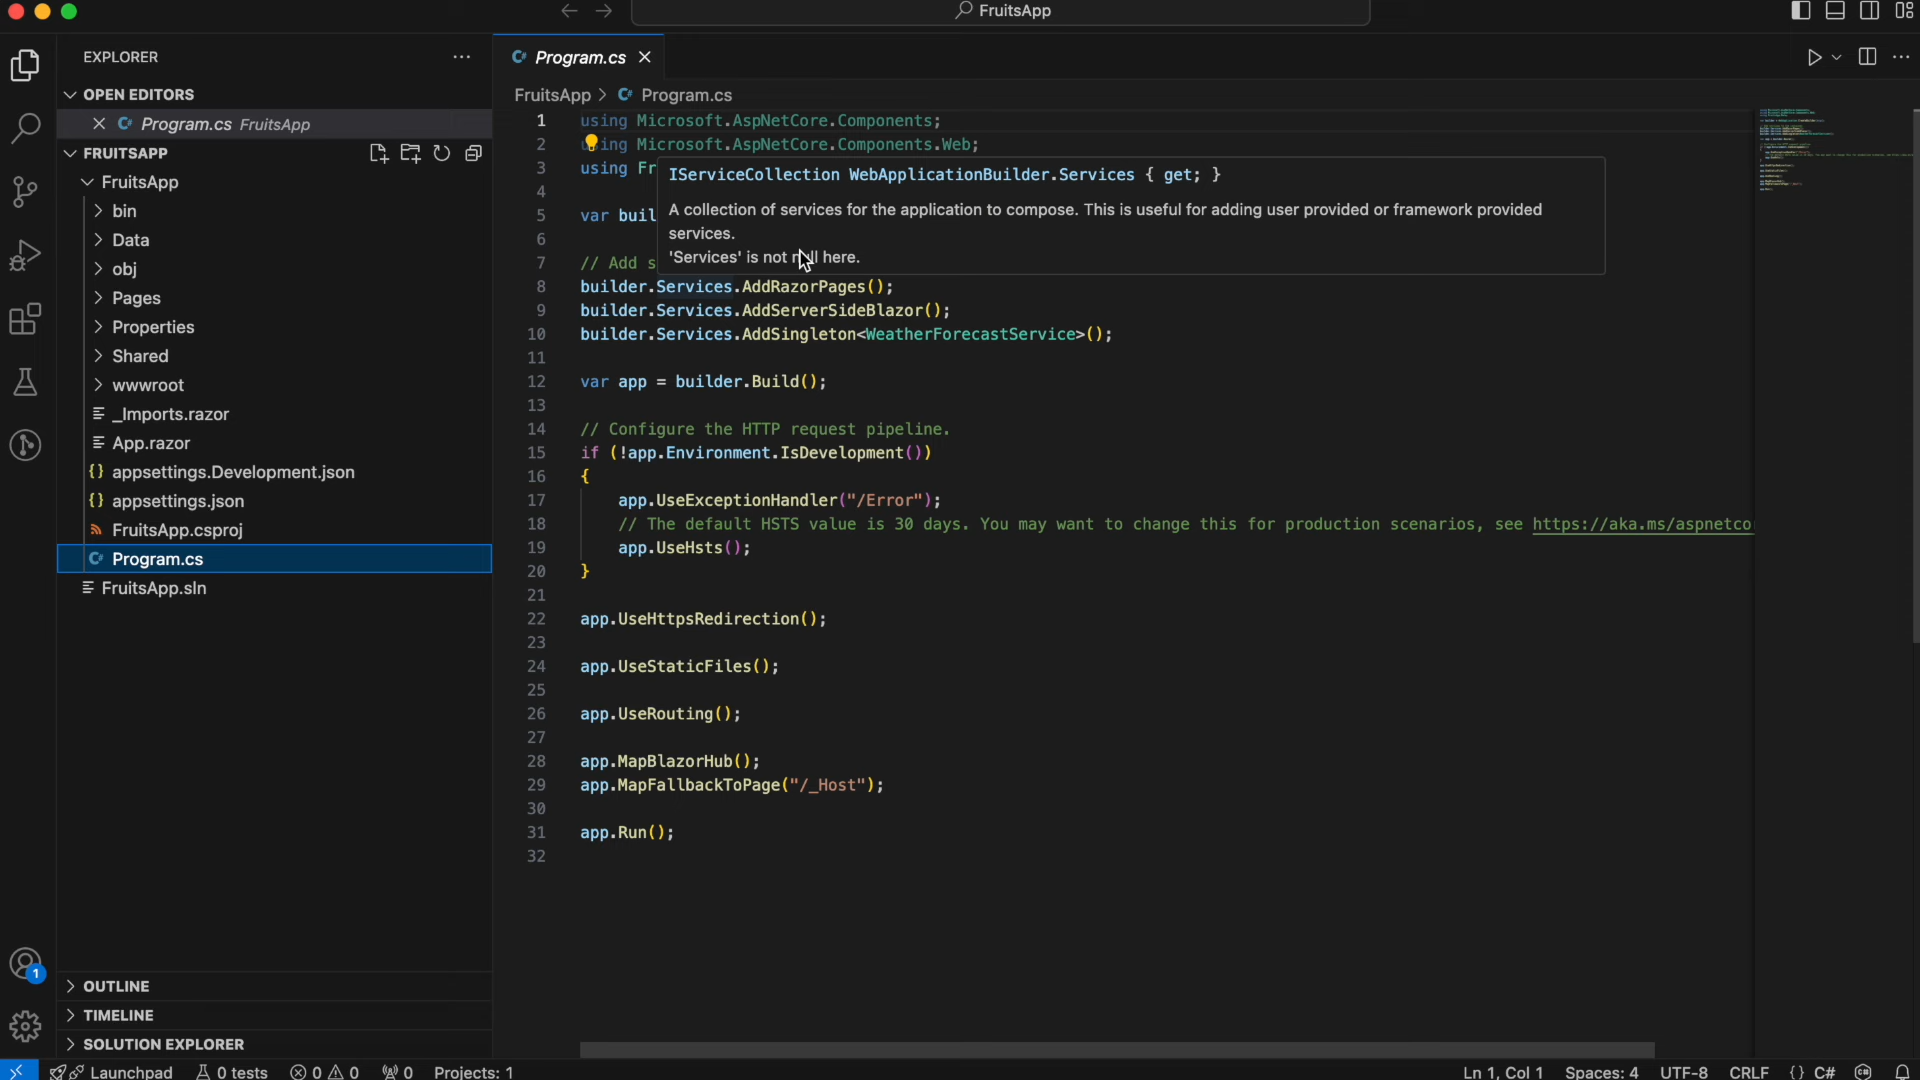 FruitsApp
EXPLORER
OPEN EDITORS
Program.cs FruitsApp
FRUITSAPP
FruitsApp
bin
Data
obj
Pages
Properties
Shared
wwwroot
_Imports.razor
App.razor
{} appsettings.Development.json
{} appsettings.json
FruitsApp.csproj
C# Program.cs
FruitsApp.sln
OUTLINE
TIMELINE
SOLUTION EXPLORER
C# Program.cs
FruitsApp > C# Program.cs
1 using Microsoft.AspNetCore.Components;
2 using Microsoft.AspNetCore.Components.Web;
3 using Fr
IServiceCollection WebApplicationBuilder.Services { get; }
A collection of services for the application to compose. This is useful for adding user provided or framework provided
services.
'Services' is not null here.
4
5 var buil
6
7 // Add s
8 builder.Services.AddRazorPages();
9 builder.Services.AddServerSideBlazor();
10 builder.Services.AddSingleton<WeatherForecastService>();
11
12 var app = builder.Build();
13
14 // Configure the HTTP request pipeline.
15 if (!app.Environment.IsDevelopment())
16 {
17 app.UseExceptionHandler("/Error");
18 // The default HSTS value is 30 days. You may want to change this for production scenarios, see https://aka.ms/aspnetco
19 app.UseHsts();
20 }
21
22 app.UseHttpsRedirection();
23
24 app.UseStaticFiles();
25
26 app.UseRouting();
27
28 app.MapBlazorHub();
29 app.MapFallbackToPage("/_Host");
30
31 app.Run();
32
1
Launchpad 0 tests 0 0 0 Projects: 1 Ln 1, Col 1 Spaces: 4 UTF-8 CRLF {} C#